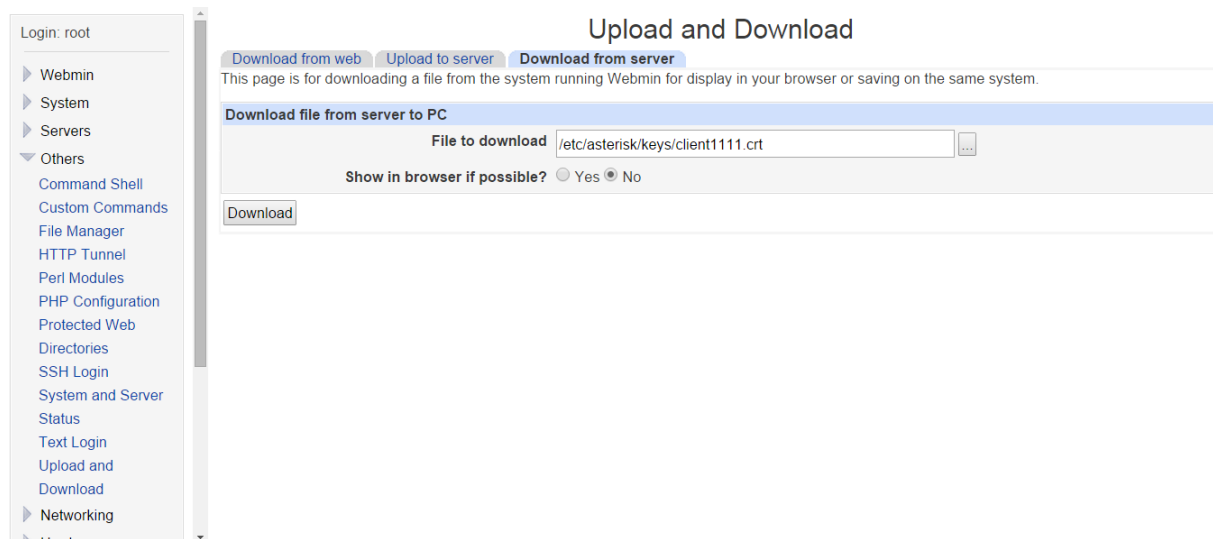 Login: root
Webmin
System
Servers
Others
Command Shell
Custom Commands
File Manager
HTTP Tunnel
Perl Modules
PHP Configuration
Protected Web
Directories
SSH Login
System and Server
Status
Text Login
Upload and
Download
Networking
Upload and Download
Download from web Upload to server Download from server
This page is for downloading a file from the system running Webmin for display in your browser or saving on the same system.
Download file from server to PC
File to download /etc/asterisk/keys/client1111.crt ...
Show in browser if possible? Yes No
Download